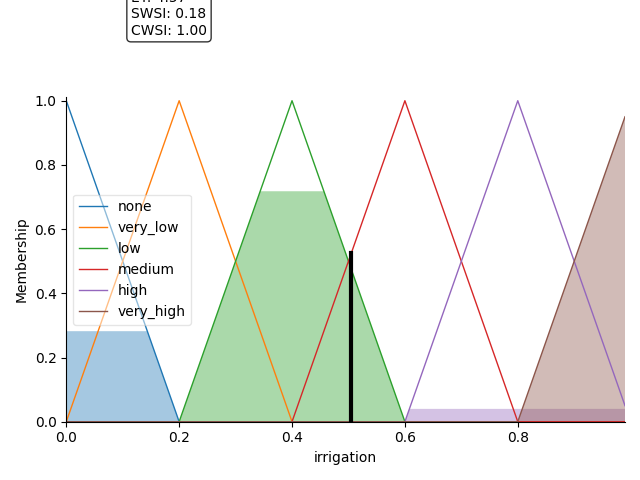 SWSI: 0.18
CWSI: 1.00
1.0
0.8
0.6
0.4
0.2
0.0
Membership
none
very_low
low
medium
high
very_high
0.0 0.2 0.4 0.6 0.8
irrigation